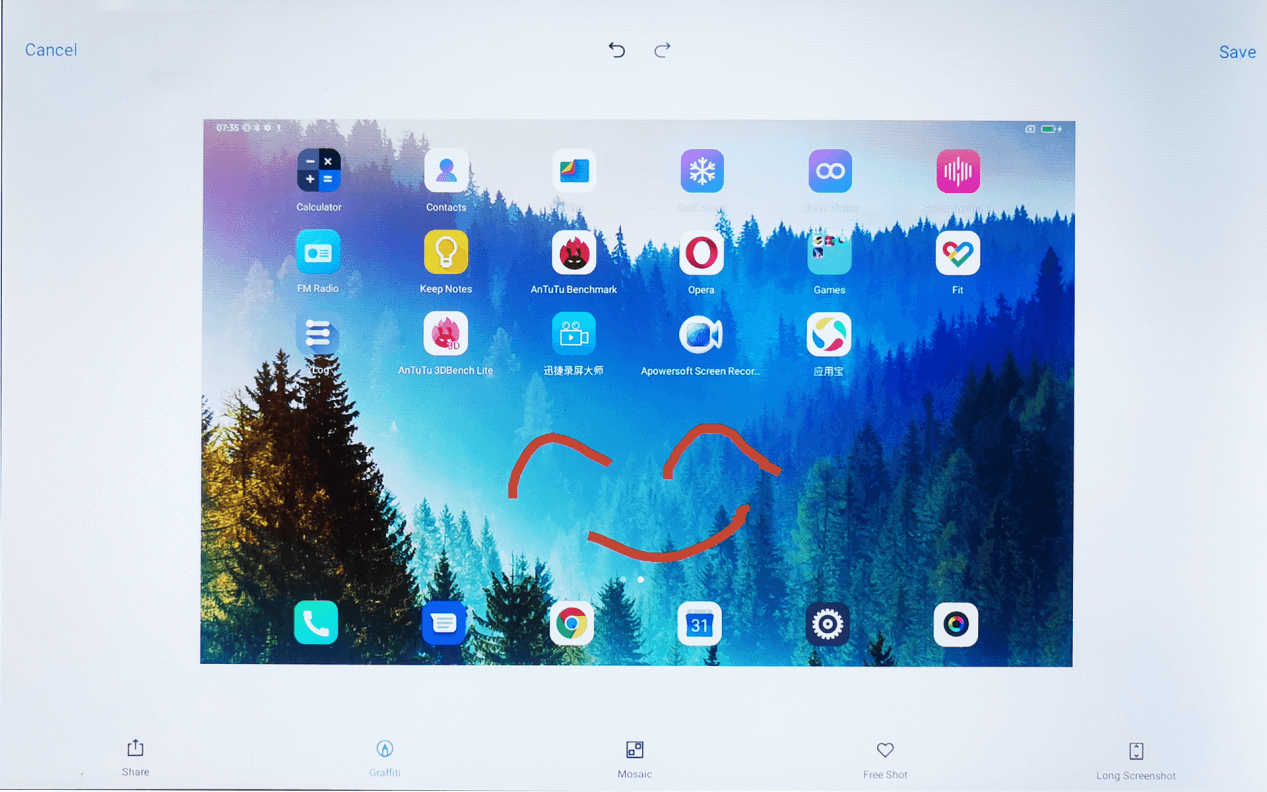 Cancel
Save
07:35
Calculator
Contacts
FM Radio
Keep Notes
AnTuTu Benchmark
Opera
Games
Fit
XLog
3D
AnTuTu 3DBench Lite
迅捷录屏大师
Apowersoft Screen Recor...
应用宝
31
Share
Graffiti
Mosaic
Free Shot
Long Screenshot